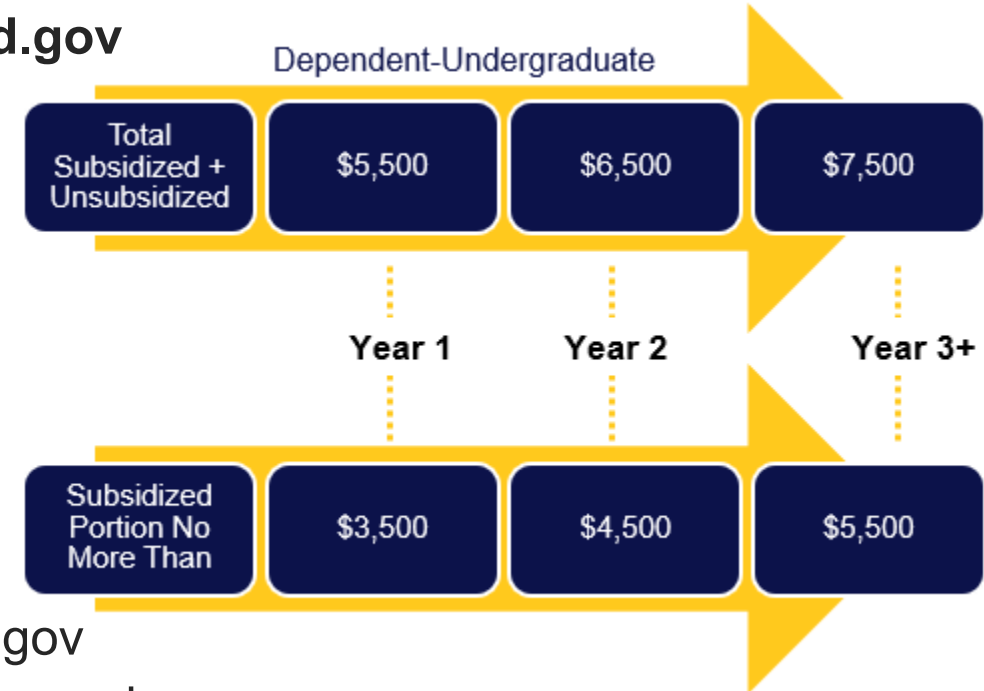 d.gov
Dependent-Undergraduate
Total
Subsidized +
Unsubsidized
$5,500
$6,500
$7,500
Year 1
Year 2
Year 3+
Subsidized
Portion No
More Than
$3,500
$4,500
$5,500
gov